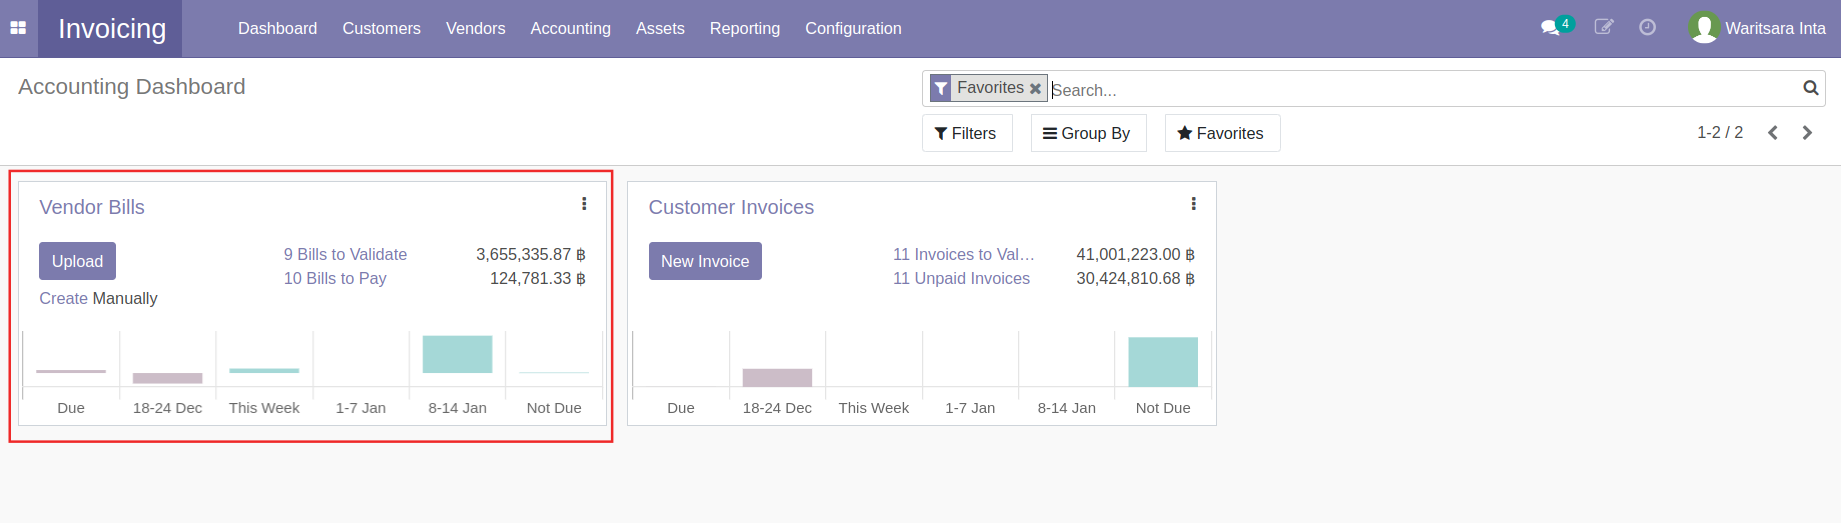 Invoicing Dashboard Customers Vendors Accounting Assets Reporting Configuration 4 Waritsara Inta
Accounting Dashboard
Favorites Search...
Filters Group By Favorites 1-2 / 2
Vendor Bills
Upload
Create Manually
9 Bills to Validate 3,655,335.87 ฿
10 Bills to Pay 124,781.33 ฿
Due 18-24 Dec This Week 1-7 Jan 8-14 Jan Not Due
Customer Invoices
New Invoice
11 Invoices to Val... 41,001,223.00 ฿
11 Unpaid Invoices 30,424,810.68 ฿
Due 18-24 Dec This Week 1-7 Jan 8-14 Jan Not Due